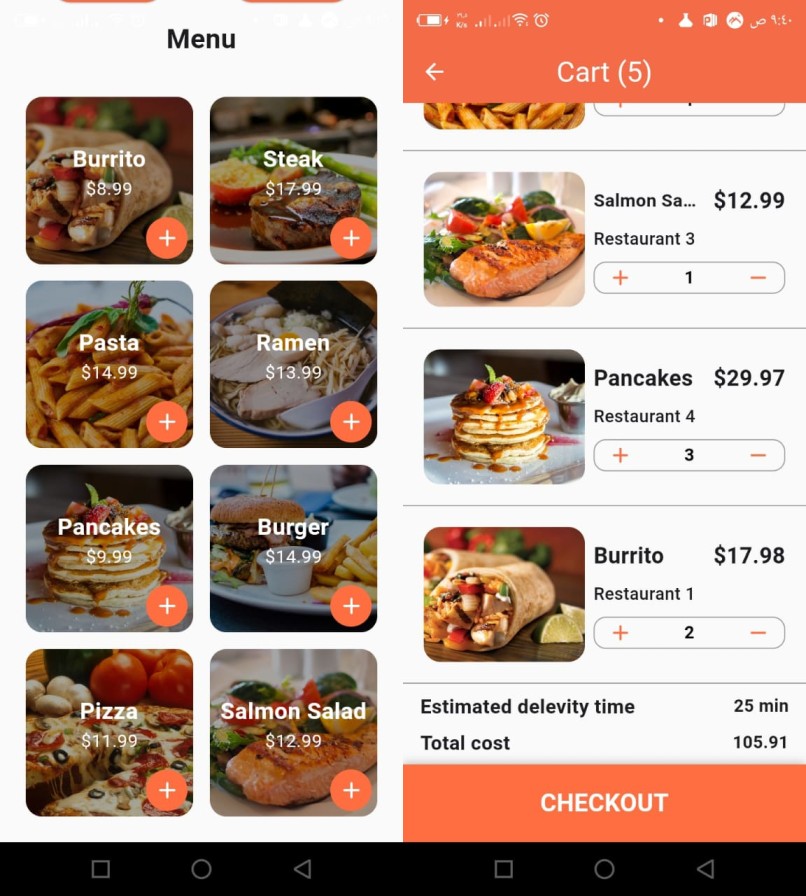 Menu
Burrito
$8.99
Steak
$17.99
Pasta
$14.99
Ramen
$13.99
Pancakes
$9.99
Burger
$14.99
Pizza
$11.99
Salmon Salad
$12.99
K/s
٩:٤٠ ص
Cart (5)
Salmon Sa... $12.99
Restaurant 3
+ 1 −
Pancakes $29.97
Restaurant 4
+ 3 −
Burrito $17.98
Restaurant 1
+ 2 −
Estimated delevity time 25 min
Total cost 105.91
CHECKOUT